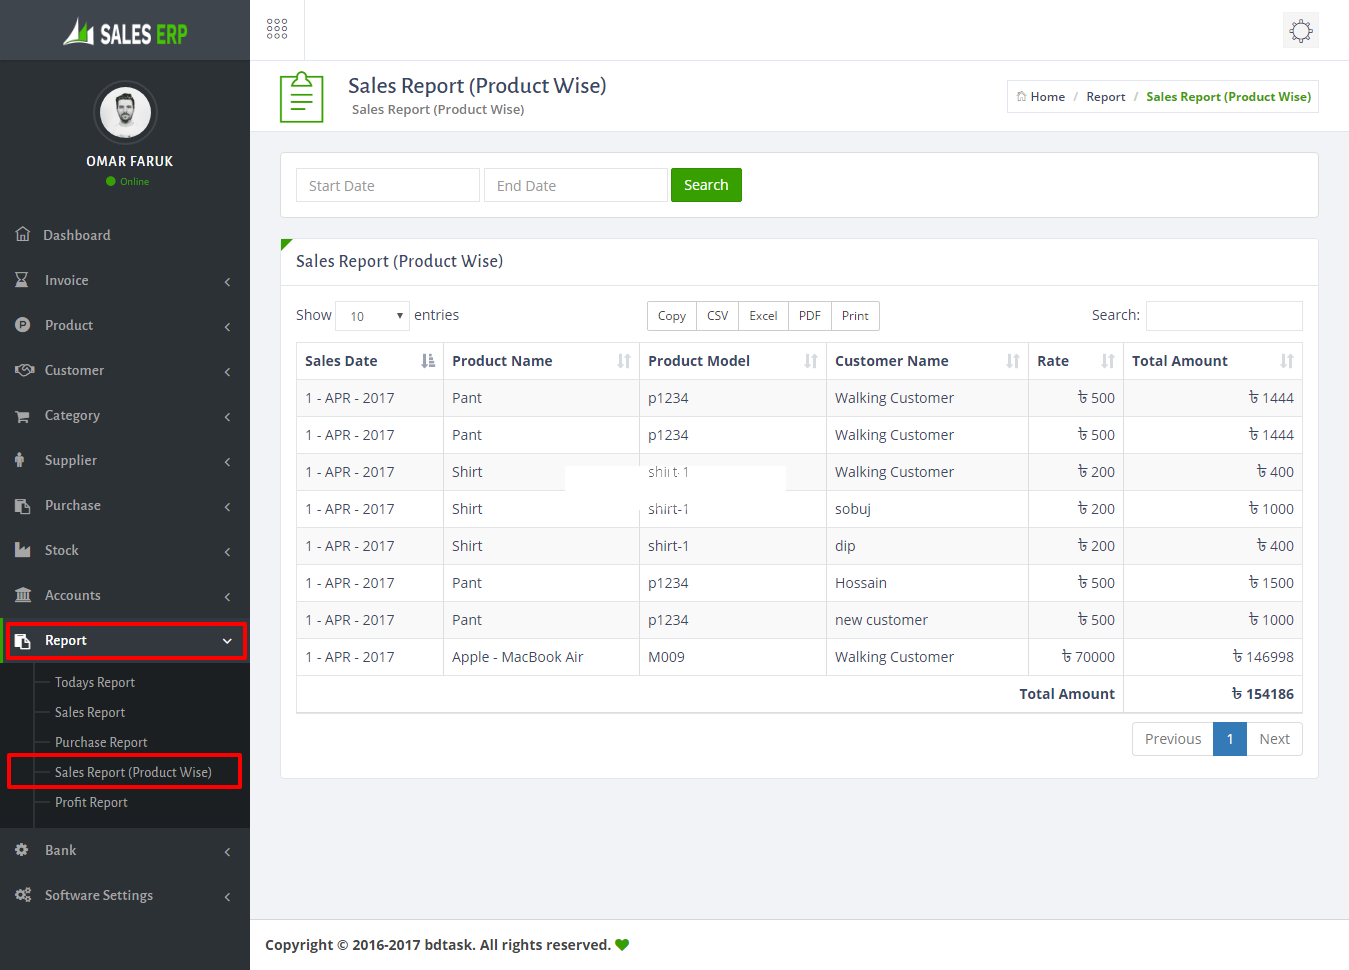 SALES ERP
OMAR FARUK
Online
Dashboard
Invoice
Product
Customer
Category
Supplier
Purchase
Stock
Accounts
Report
Todays Report
Sales Report
Purchase Report
Sales Report (Product Wise)
Profit Report
Bank
Software Settings
Sales Report (Product Wise)
Sales Report (Product Wise)
Home / Report / Sales Report (Product Wise)
Start Date End Date Search
Sales Report (Product Wise)
Show 10 entries Copy CSV Excel PDF Print Search:
Sales Date Product Name Product Model Customer Name Rate Total Amount
1 - APR - 2017 Pant p1234 Walking Customer ৳ 500 ৳ 1444
1 - APR - 2017 Pant p1234 Walking Customer ৳ 500 ৳ 1444
1 - APR - 2017 Shirt shirt-1 Walking Customer ৳ 200 ৳ 400
1 - APR - 2017 Shirt shirt-1 sobuj ৳ 200 ৳ 1000
1 - APR - 2017 Shirt shirt-1 dip ৳ 200 ৳ 400
1 - APR - 2017 Pant p1234 Hossain ৳ 500 ৳ 1500
1 - APR - 2017 Pant p1234 new customer ৳ 500 ৳ 1000
1 - APR - 2017 Apple - MacBook Air M009 Walking Customer ৳ 70000 ৳ 146998
Total Amount ৳ 154186
Previous 1 Next
Copyright © 2016-2017 bdtask. All rights reserved.